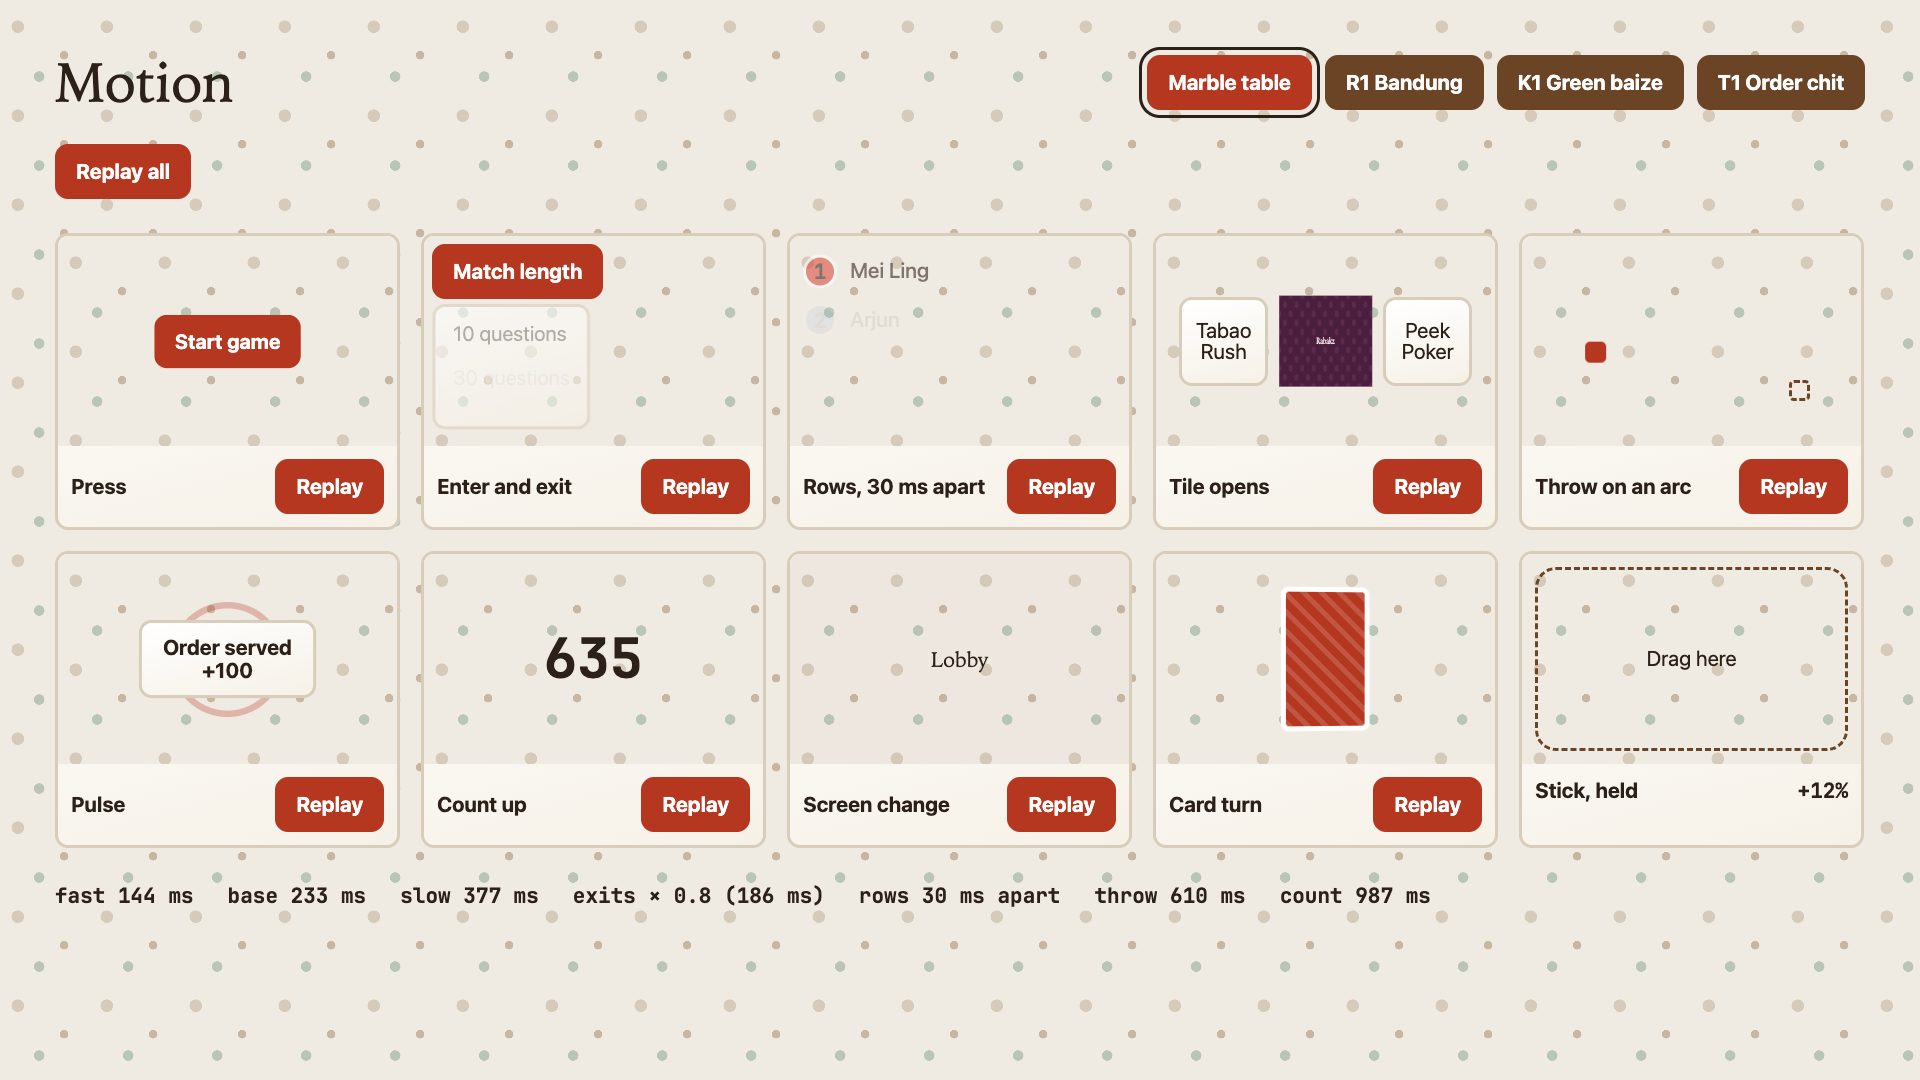 Motion
Marble table
R1 Bandung
K1 Green baize
T1 Order chit
Replay all
Start game
Press
Replay
Match length
10 questions
30 questions
Enter and exit
Replay
1 Mei Ling
2 Arjun
Rows, 30 ms apart
Replay
Tabao
Rush
Rabakz
Peek
Poker
Tile opens
Replay
Throw on an arc
Replay
Order served
+100
Pulse
Replay
635
Count up
Replay
Lobby
Screen change
Replay
Card turn
Replay
Drag here
Stick, held
+12%
fast 144 ms base 233 ms slow 377 ms exits × 0.8 (186 ms) rows 30 ms apart throw 610 ms count 987 ms